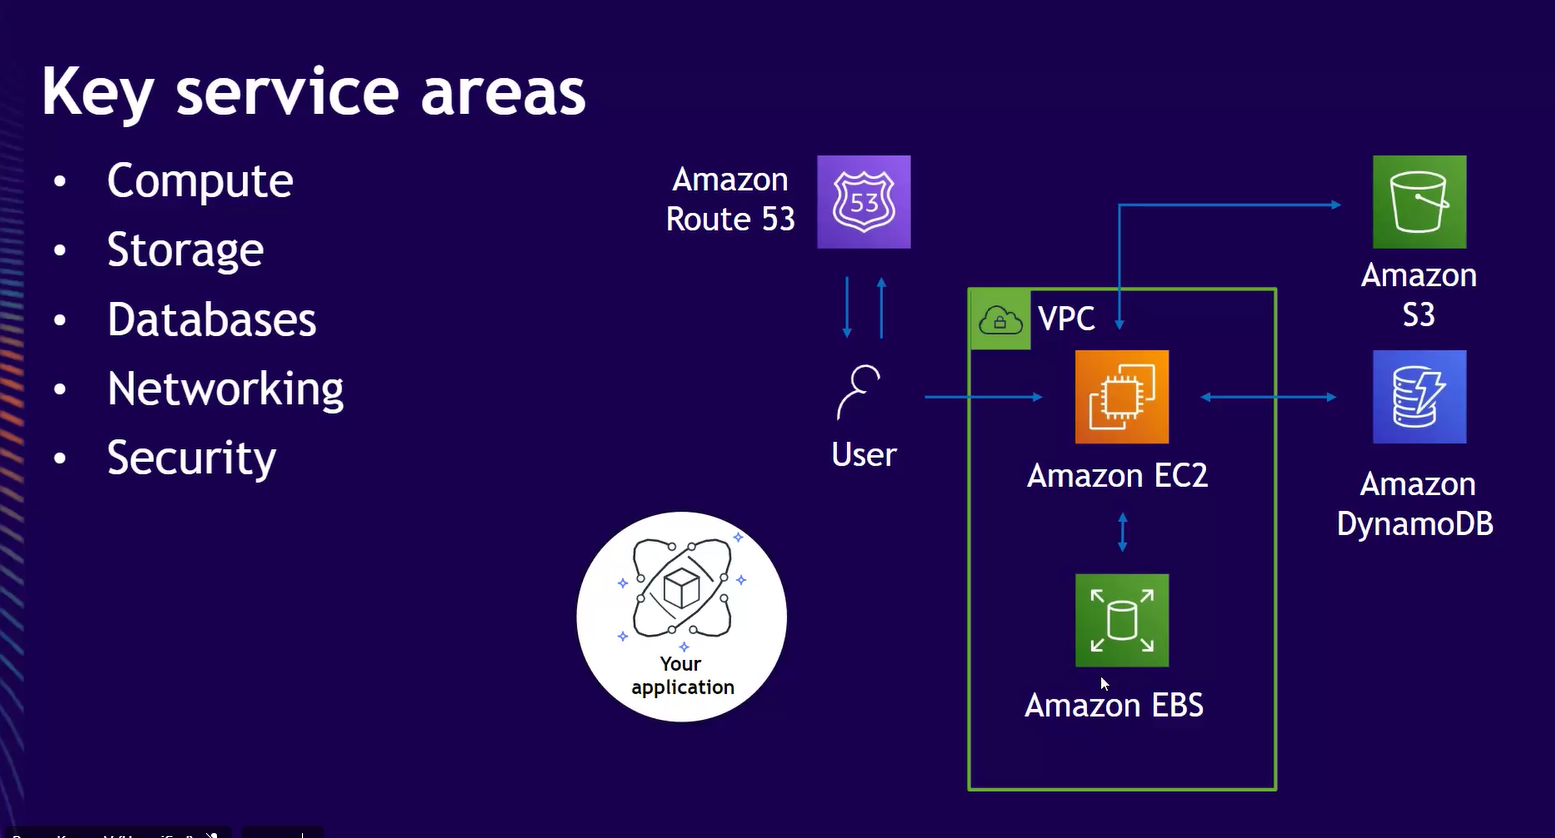 Key service areas
• Compute
• Storage
• Databases
• Networking
• Security
Amazon
Route 53
53
User
VPC
Amazon EC2
Amazon EBS
Amazon
S3
Amazon
DynamoDB
Your
application